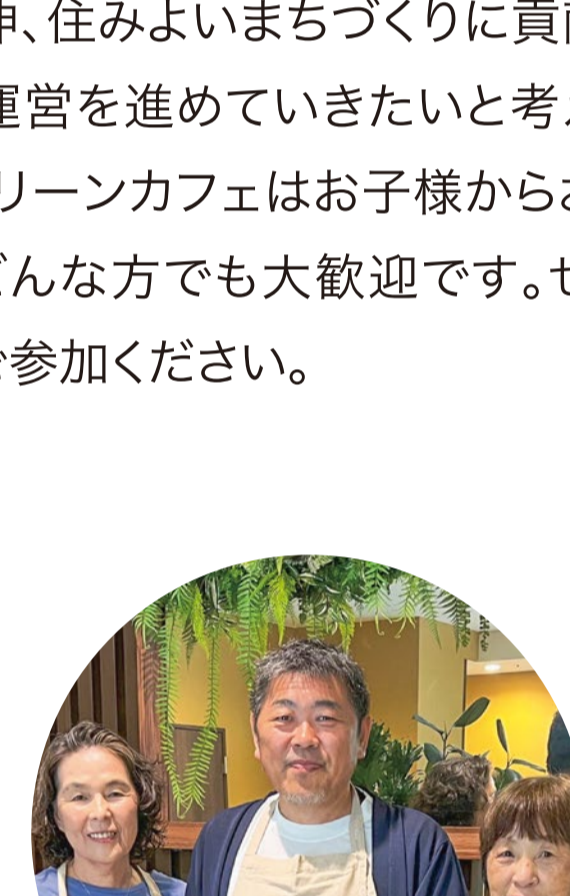 、住みよいまちづくりに貢
運営を進めていきたいと考
リーンカフェはお子様から
どんな方でも大歓迎です。
参加ください。